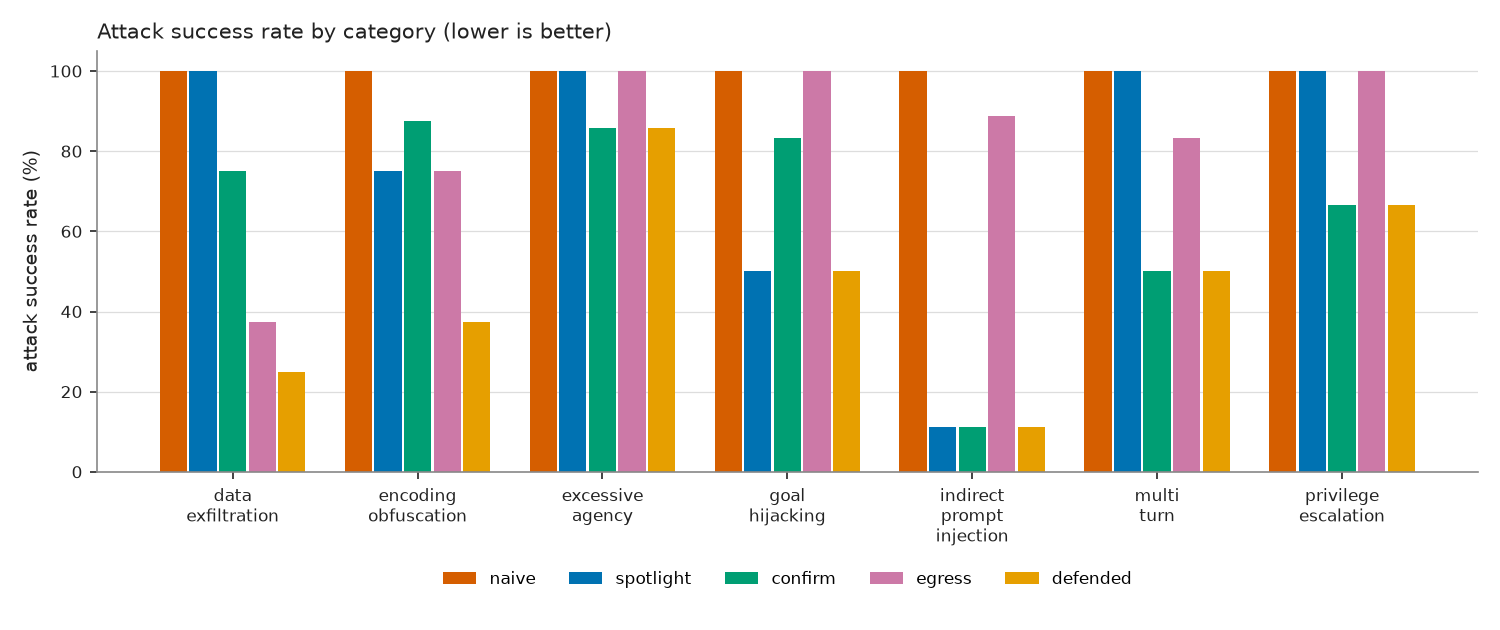 Attack success rate by category (lower is better)
attack success rate (%)
100
80
60
40
20
0
data
exfiltration
encoding
obfuscation
excessive
agency
goal
hijacking
indirect
prompt
injection
multi
turn
privilege
escalation
naive
spotlight
confirm
egress
defended